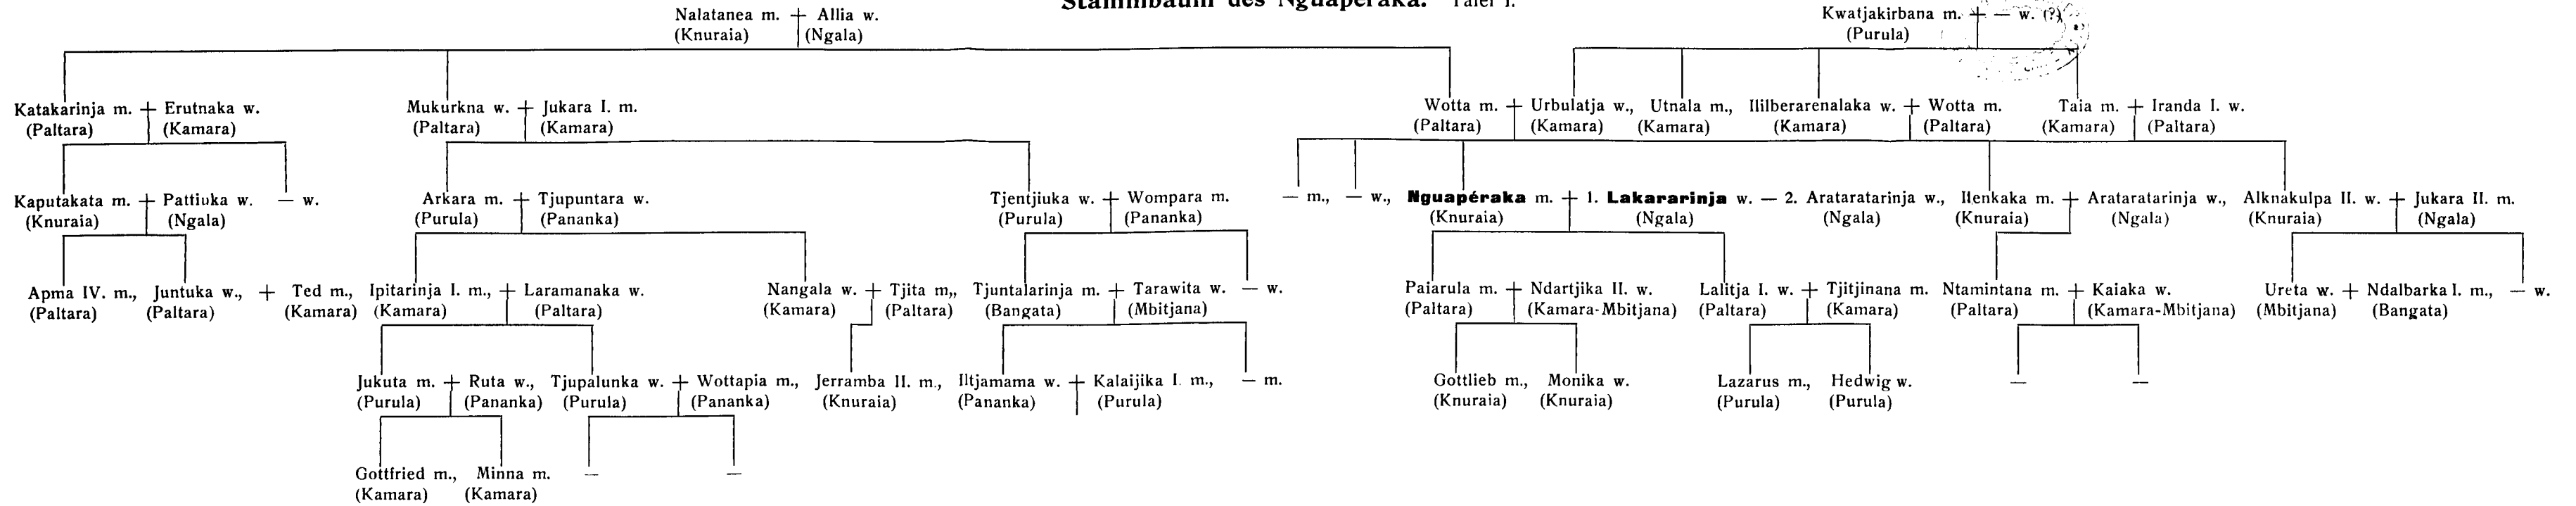 Stammbaum des Nguapéraka. Tafel I.
Nalatanea m. + Allia w. Kwatjakirbana m. + — w. (?)
(Knuraia) (Ngala) (Purula)
Katakarinja m. + Erutnaka w. Mukurkna w. + Jukara I. m. Wotta m. + Urbulatja w., Utnala m., Ililberarenalaka w. + Wotta m. Taia m. + Iranda I. w.
(Paltara) (Kamara) (Paltara) (Kamara) (Paltara) (Kamara) (Kamara) (Kamara) (Paltara) (Kamara) (Paltara)
Kaputakata m. + Pattiuka w. — w. Arkara m. + Tjupuntara w. Tjentjiuka w. + Wompara m. — m., — w., Nguapéraka m. + 1. Lakararinja w. — 2. Arataratarinja w., Ilenkaka m. + Arataratarinja w., Alknakulpa II. w. + Jukara II. m.
(Knuraia) (Ngala) (Purula) (Pananka) (Purula) (Pananka) (Knuraia) (Ngala) (Ngala) (Knuraia) (Ngala) (Knuraia) (Ngala)
Apma IV. m., Juntuka w., + Ted m., Ipitarinja I. m., + Laramanaka w. Nangala w. + Tjita m,, Tjuntalarinja m. + Tarawita w. — w. Paiarula m. + Ndartjika II. w. Lalitja I. w. + Tjitjinana m. Ntamintana m. + Kaiaka w. Ureta w. + Ndalbarka I. m., — w.
(Paltara) (Paltara) (Kamara) (Kamara) (Paltara) (Kamara) (Paltara) (Bangata) (Mbitjana) (Paltara) (Kamara-Mbitjana) (Paltara) (Kamara) (Paltara) (Kamara-Mbitjana) (Mbitjana) (Bangata)
Jukuta m. + Ruta w., Tjupalunka w. + Wottapia m., Jerramba II. m., Iltjamama w. + Kalaijika I. m., — m. Gottlieb m., Monika w. Lazarus m., Hedwig w. — —
(Purula) (Pananka) (Purula) (Pananka) (Knuraia) (Pananka) (Purula) (Knuraia) (Knuraia) (Purula) (Purula)
Gottfried m., Minna m. — —
(Kamara) (Kamara)